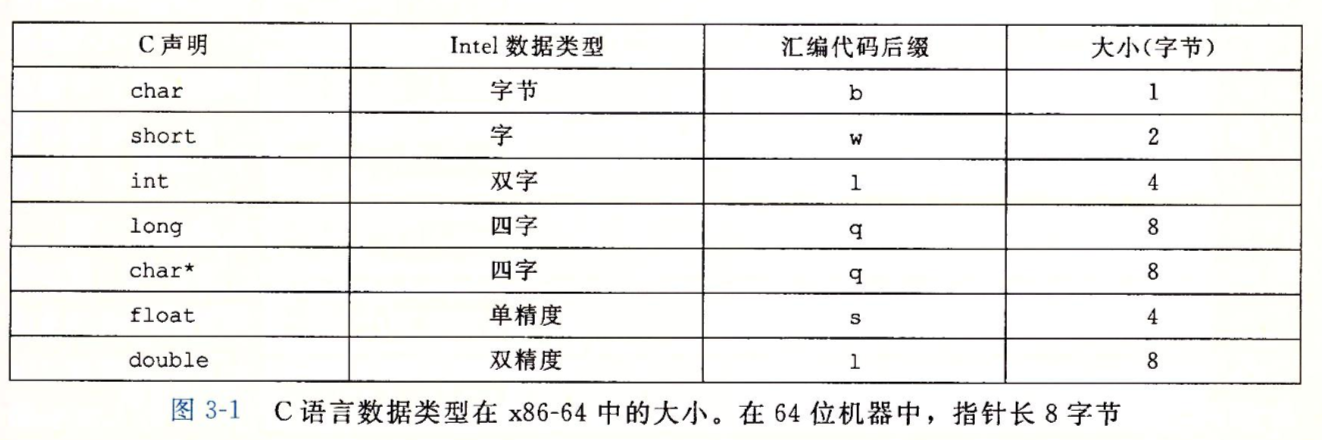 C 声明 Intel 数据类型 汇编代码后缀 大小(字节)
char 字节 b 1
short 字 w 2
int 双字 l 4
long 四字 q 8
char* 四字 q 8
float 单精度 s 4
double 双精度 l 8
图 3-1 C 语言数据类型在 x86-64 中的大小。在 64 位机器中，指针长 8 字节